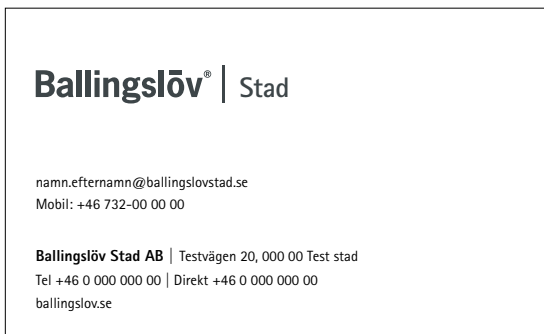 Ballingslōv® | Stad
namn.efternamn@ballingslovstad.se
Mobil: +46 732-00 00 00
Ballingslöv Stad AB | Testvägen 20, 000 00 Test stad
Tel +46 0 000 000 00 | Direkt +46 0 000 000 00
ballingslov.se